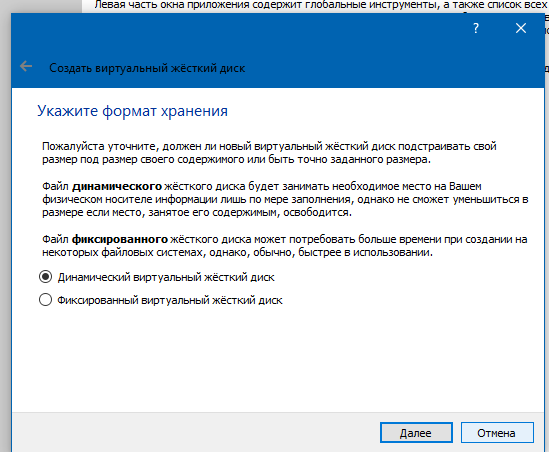 Левая часть окна приложения содержит глобальные инструменты, а также список всех
?
Создать виртуальный жёсткий диск
Укажите формат хранения
Пожалуйста уточните, должен ли новый виртуальный жёсткий диск подстраивать свой
размер под размер своего содержимого или быть точно заданного размера.
Файл динамического жёсткого диска будет занимать необходимое место на Вашем
физическом носителе информации лишь по мере заполнения, однако не сможет уменьшиться в
размере если место, занятое его содержимым, освободится.
Файл фиксированного жёсткого диска может потребовать больше времени при создании на
некоторых файловых системах, однако, обычно, быстрее в использовании.
Динамический виртуальный жёсткий диск
Фиксированный виртуальный жёсткий диск
Далее
Отмена